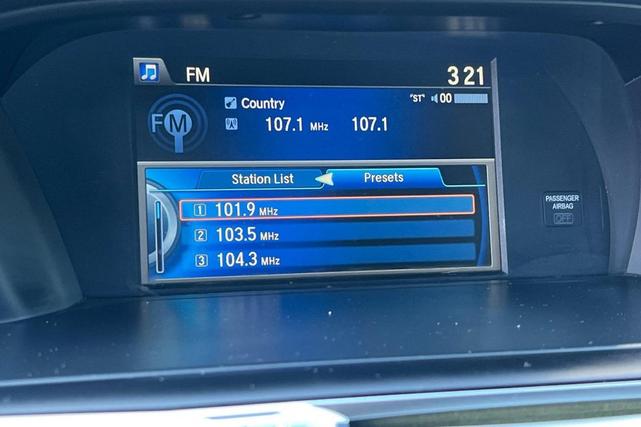 FM
3 21
Country
"ST" 00
FM 107.1 MHz 107.1
Station List Presets
1 101.9 MHz
2 103.5 MHz
3 104.3 MHz
PASSENGER
AIRBAG
OFF